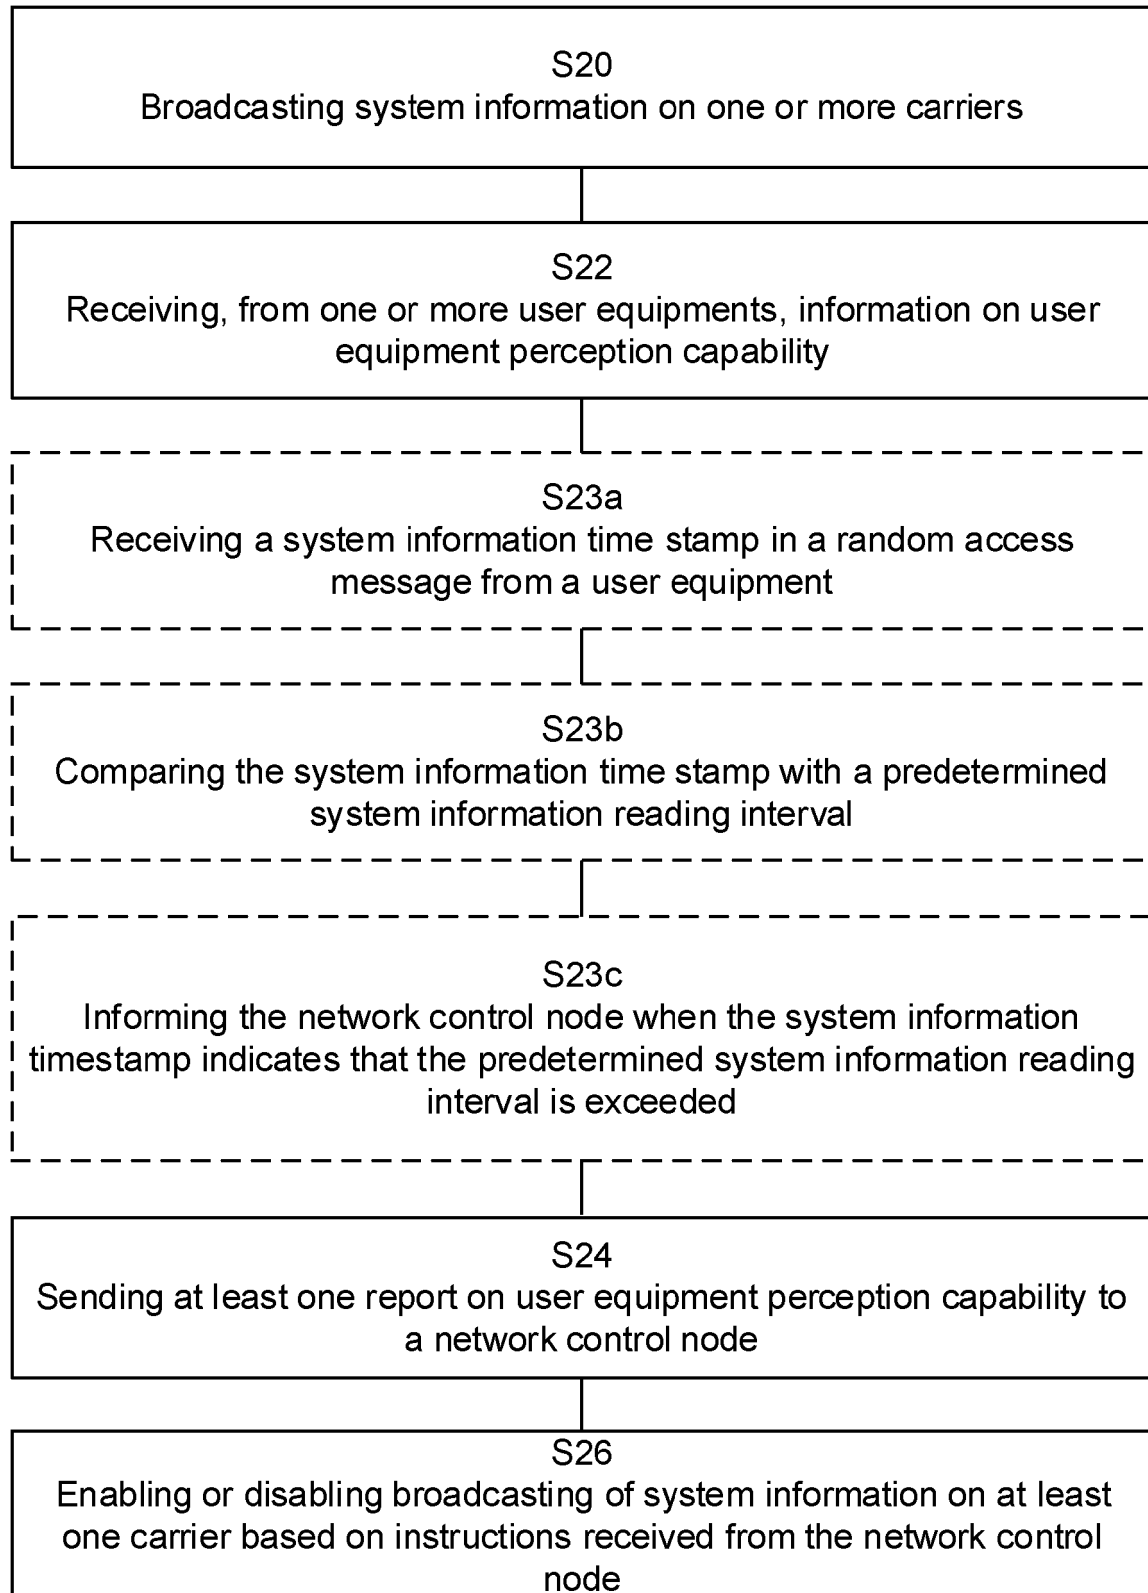 S20
Broadcasting system information on one or more carriers
S22
Receiving, from one or more user equipments, information on user
equipment perception capability
S23a
Receiving a system information time stamp in a random access
message from a user equipment
S23b
Comparing the system information time stamp with a predetermined
system information reading interval
S23c
Informing the network control node when the system information
timestamp indicates that the predetermined system information reading
interval is exceeded
S24
Sending at least one report on user equipment perception capability to
a network control node
S26
Enabling or disabling broadcasting of system information on at least
one carrier based on instructions received from the network control
node